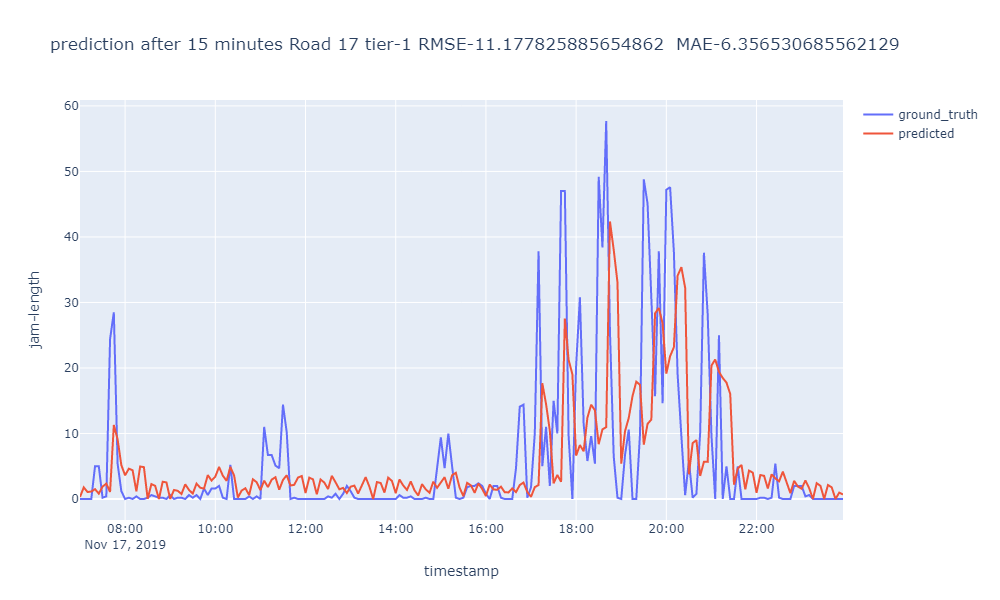 prediction after 15 minutes Road 17 tier-1 RMSE-11.177825885654862  MAE-6.356530685562129
ground_truth
predicted
60
50
40
30
20
10
0
jam-length
08:00 10:00 12:00 14:00 16:00 18:00 20:00 22:00
Nov 17, 2019
timestamp